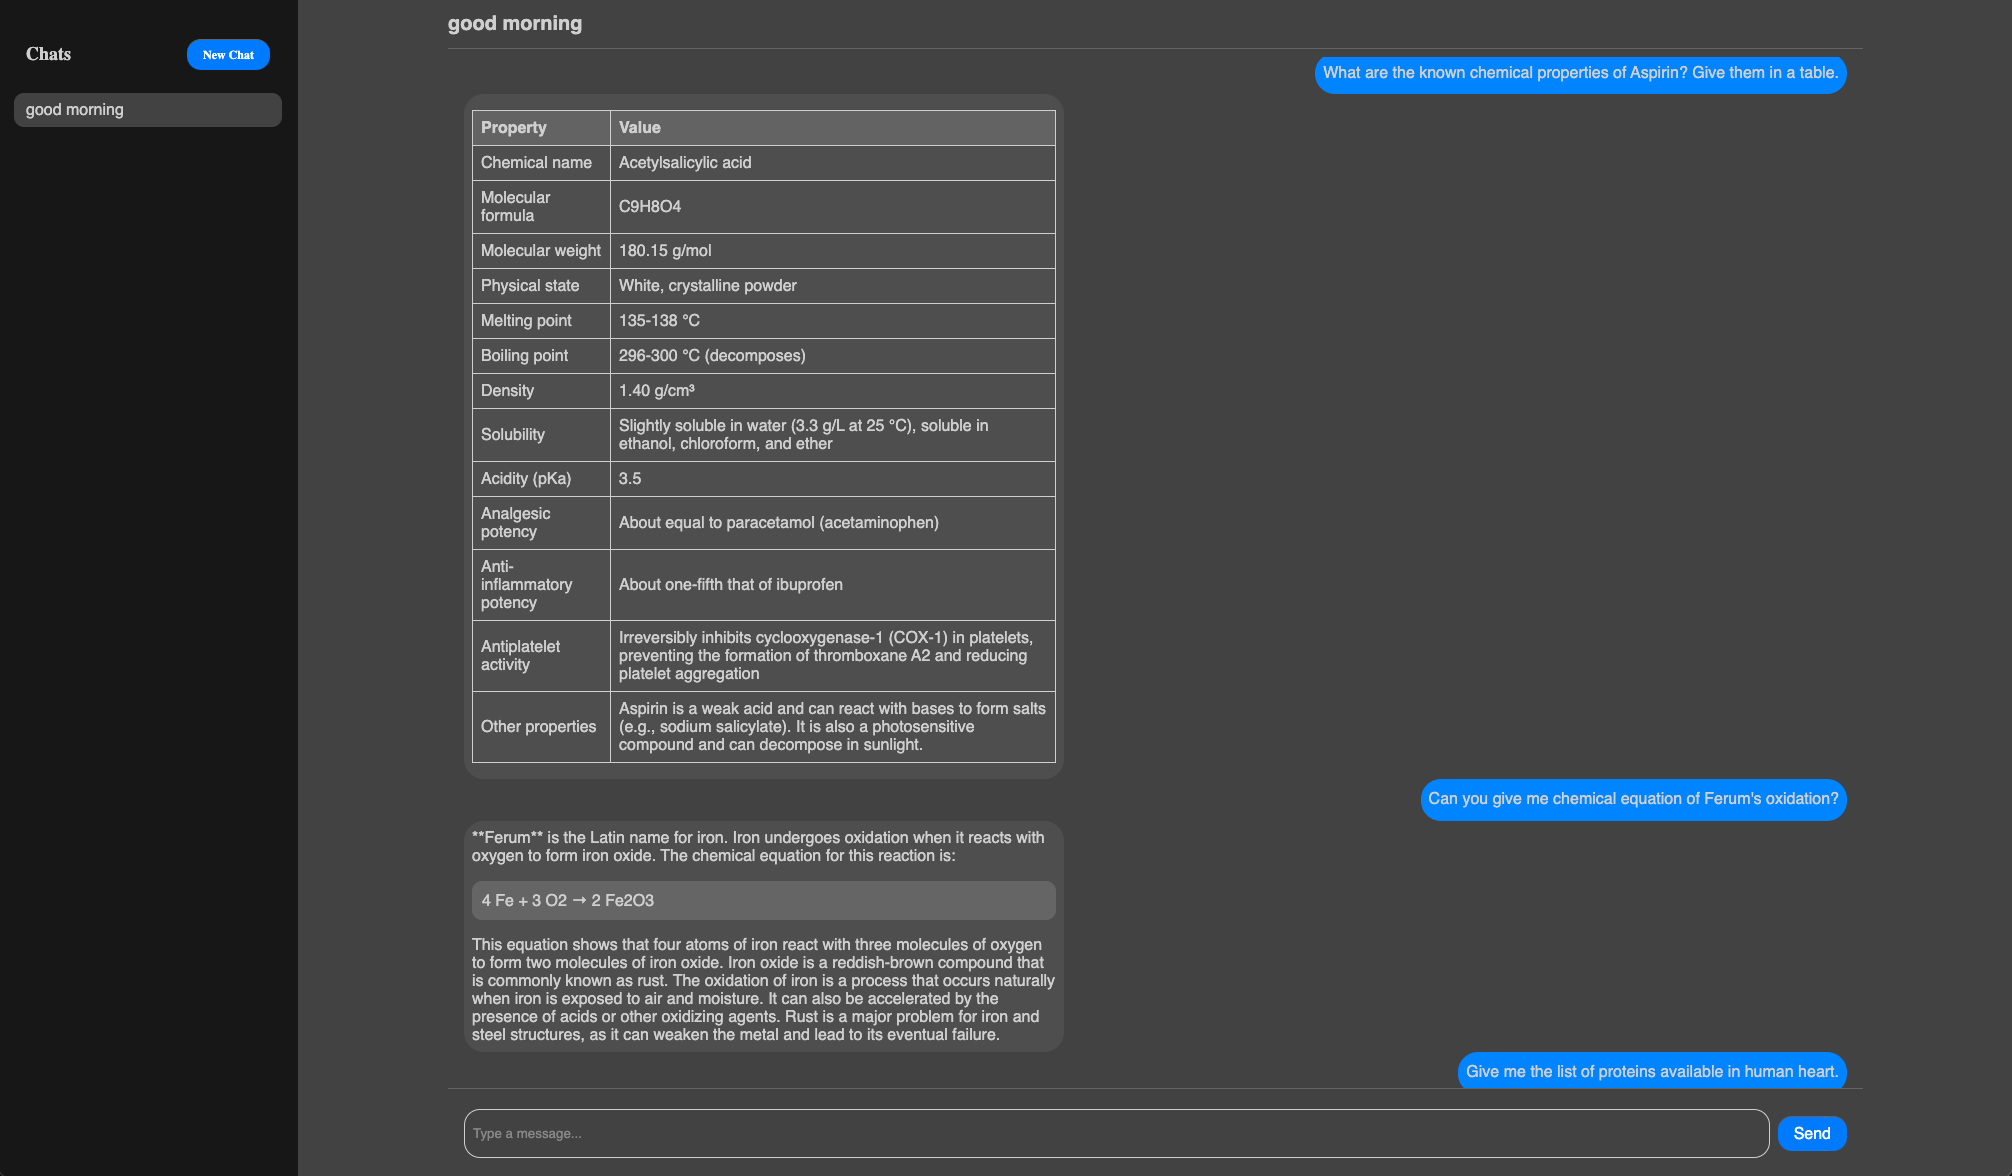 Chats
New Chat
good morning
good morning
What are the known chemical properties of Aspirin? Give them in a table.
Property Value
Chemical name Acetylsalicylic acid
Molecular
formula
C9H8O4
Molecular weight 180.15 g/mol
Physical state White, crystalline powder
Melting point 135-138 °C
Boiling point 296-300 °C (decomposes)
Density 1.40 g/cm³
Solubility
Slightly soluble in water (3.3 g/L at 25 °C), soluble in
ethanol, chloroform, and ether
Acidity (pKa) 3.5
Analgesic
potency
About equal to paracetamol (acetaminophen)
Anti-
inflammatory
potency
About one-fifth that of ibuprofen
Antiplatelet
activity
Irreversibly inhibits cyclooxygenase-1 (COX-1) in platelets,
preventing the formation of thromboxane A2 and reducing
platelet aggregation
Other properties
Aspirin is a weak acid and can react with bases to form salts
(e.g., sodium salicylate). It is also a photosensitive
compound and can decompose in sunlight.
Can you give me chemical equation of Ferum's oxidation?
**Ferum** is the Latin name for iron. Iron undergoes oxidation when it reacts with
oxygen to form iron oxide. The chemical equation for this reaction is:
4 Fe + 3 O2 → 2 Fe2O3
This equation shows that four atoms of iron react with three molecules of oxygen
to form two molecules of iron oxide. Iron oxide is a reddish-brown compound that
is commonly known as rust. The oxidation of iron is a process that occurs naturally
when iron is exposed to air and moisture. It can also be accelerated by the
presence of acids or other oxidizing agents. Rust is a major problem for iron and
steel structures, as it can weaken the metal and lead to its eventual failure.
Give me the list of proteins available in human heart.
Type a message...
Send